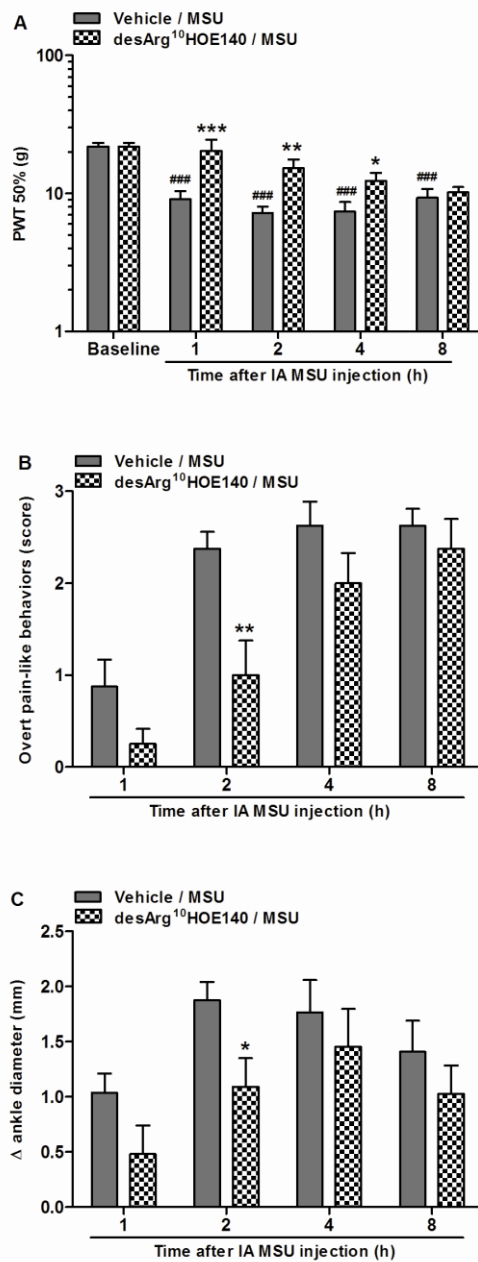 A
Vehicle / MSU
desArg¹⁰HOE140 / MSU
PWT 50% (g)
100
10
1
###
***
###
**
###
*
###
Baseline 1 2 4 8
Time after IA MSU injection (h)
B
Vehicle / MSU
desArg¹⁰HOE140 / MSU
Overt pain-like behaviors (score)
3
2
1
0
**
1 2 4 8
Time after IA MSU injection (h)
C
Vehicle / MSU
desArg¹⁰HOE140 / MSU
Δ ankle diameter (mm)
2.5
2.0
1.5
1.0
0.5
0.0
*
1 2 4 8
Time after IA MSU injection (h)